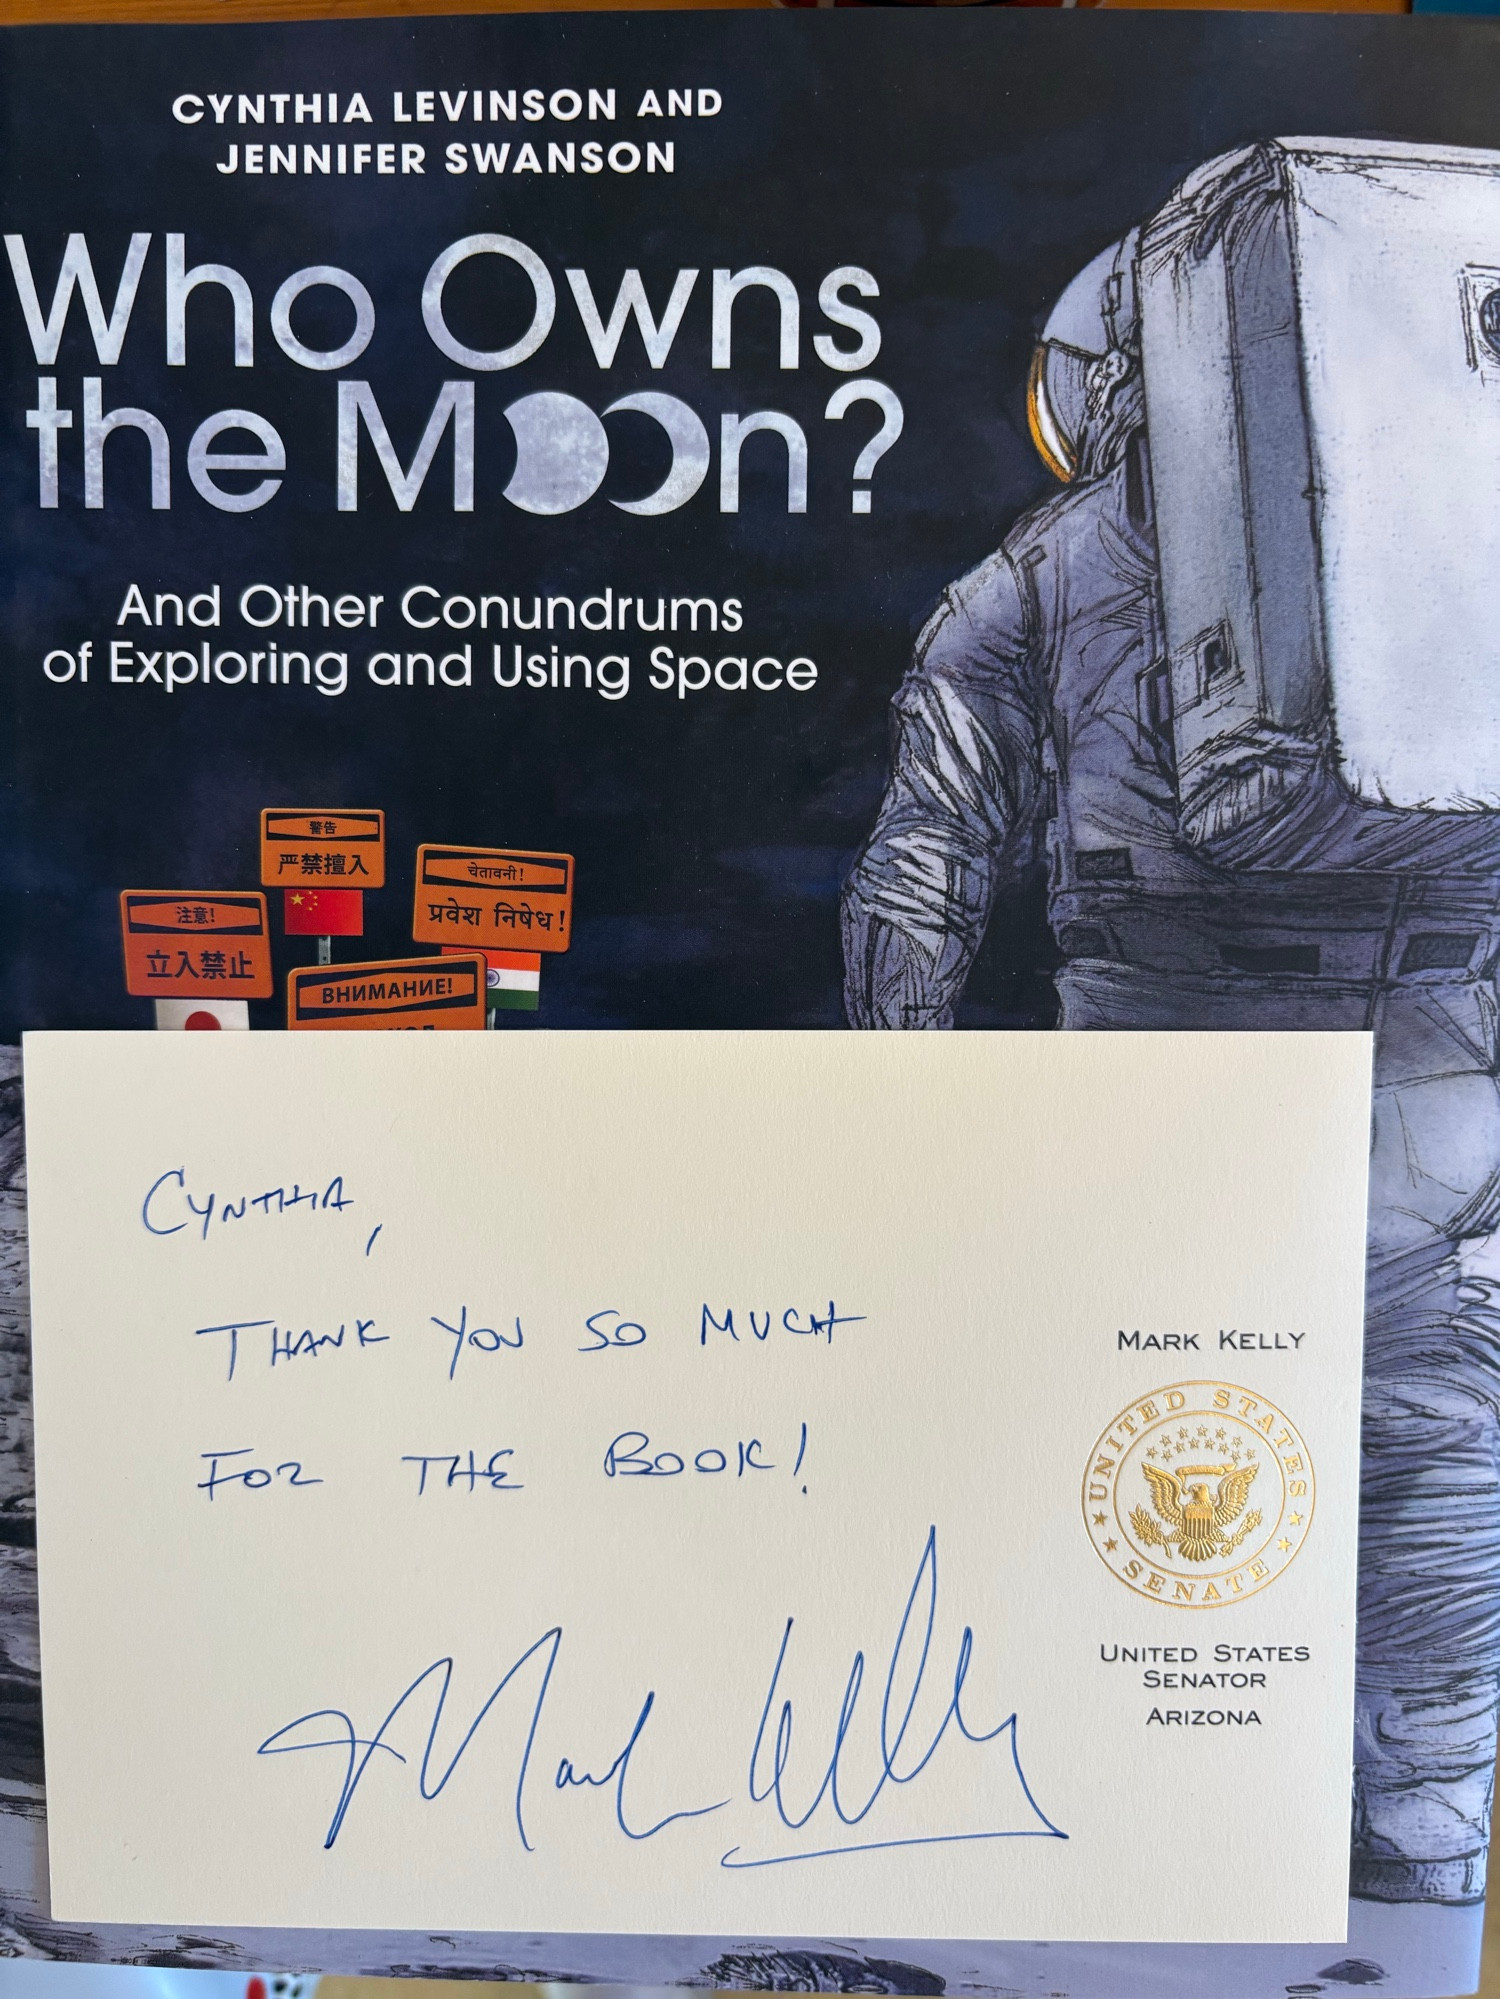 CYNTHIA LEVINSON AND
JENNIFER SWANSON
Who Owns
the Moon?
And Other Conundrums
of Exploring and Using Space
警告
严禁擅入
चेतावनी!
प्रवेश निषेध!
注意!
立入禁止
ВНИМАНИЕ!
CYNTHIA,
THANK YOU SO MUCH
FOR THE BOOK!
Mark Kelly
MARK KELLY
UNITED STATES
SENATE
UNITED STATES
SENATOR
ARIZONA